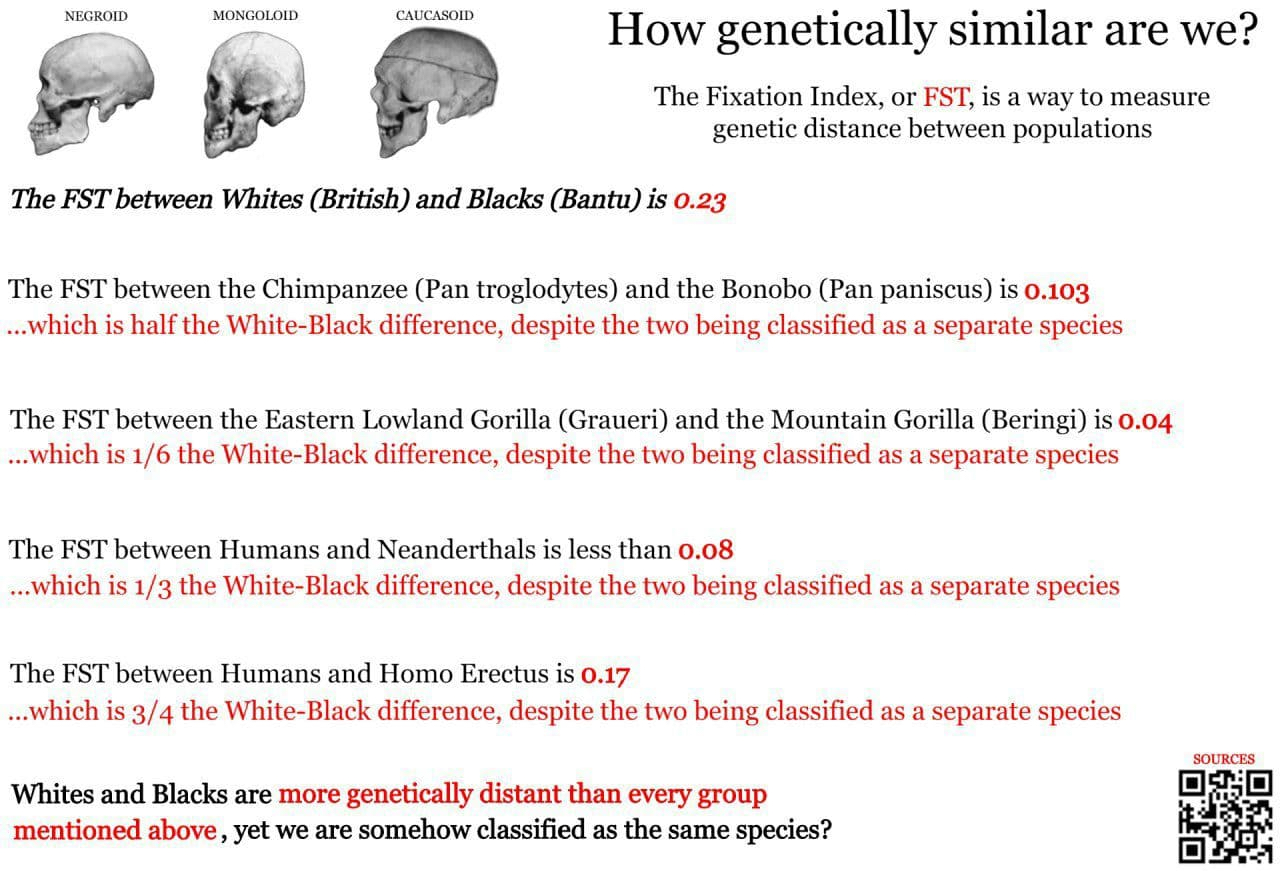 NEGROID
MONGOLOID
CAUCASOID
How genetically similar are we?
The Fixation Index, or FST, is a way to measure
genetic distance between populations
The FST between Whites (British) and Blacks (Bantu) is 0.23
The FST between the Chimpanzee (Pan troglodytes) and the Bonobo (Pan paniscus) is 0.103
...which is half the White-Black difference, despite the two being classified as a separate species
The FST between the Eastern Lowland Gorilla (Graueri) and the Mountain Gorilla (Beringi) is 0.04
...which is 1/6 the White-Black difference, despite the two being classified as a separate species
The FST between Humans and Neanderthals is less than 0.08
...which is 1/3 the White-Black difference, despite the two being classified as a separate species
The FST between Humans and Homo Erectus is 0.17
...which is 3/4 the White-Black difference, despite the two being classified as a separate species
Whites and Blacks are more genetically distant than every group
mentioned above, yet we are somehow classified as the same species?
SOURCES